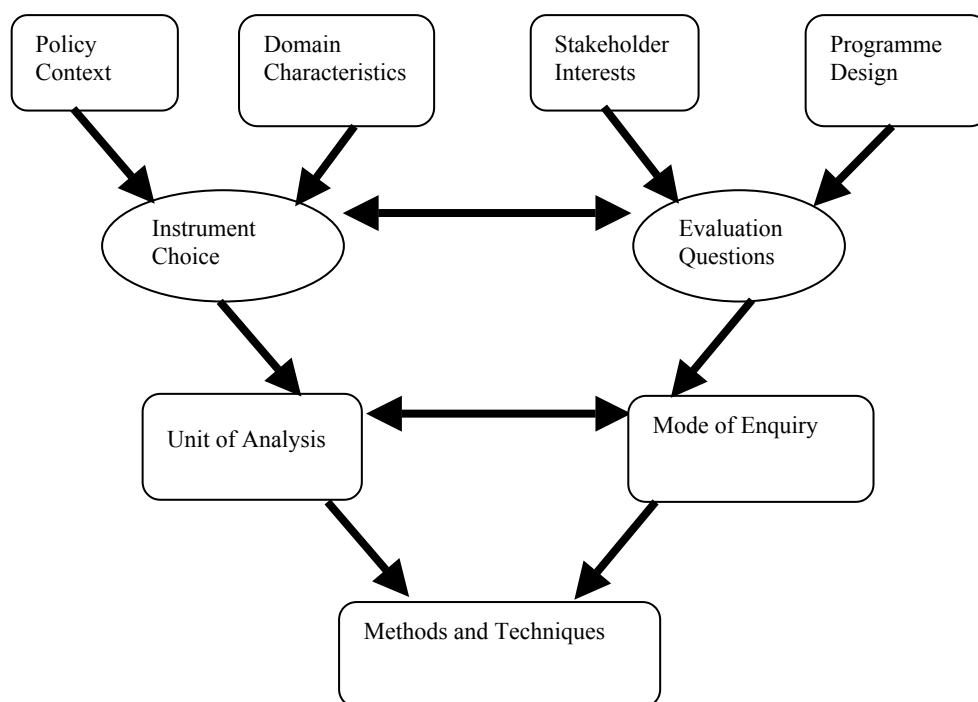 Policy
Context
Domain
Characteristics
Stakeholder
Interests
Programme
Design
Instrument
Choice
Evaluation
Questions
Unit of Analysis
Mode of Enquiry
Methods and Techniques